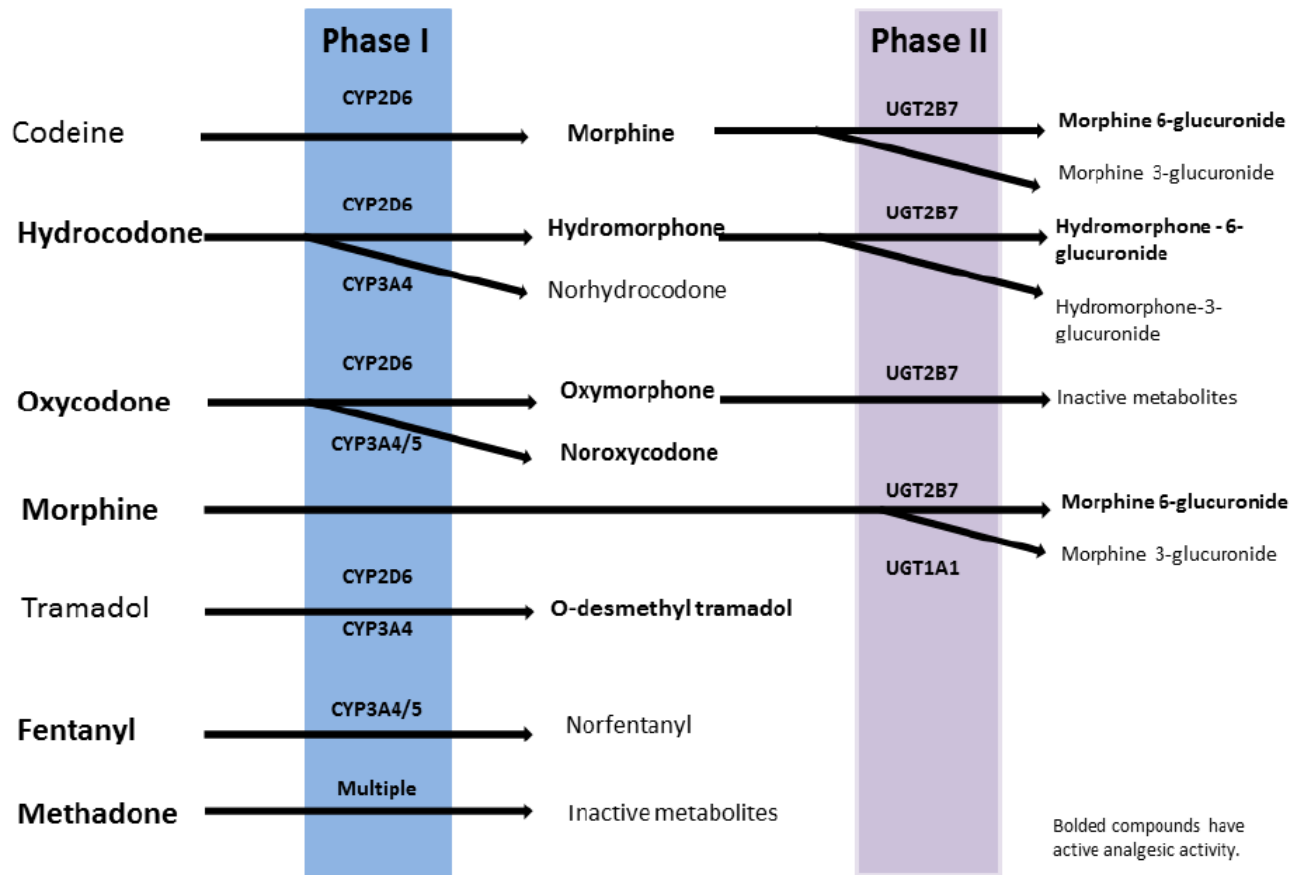 Phase I
Phase II
CYP2D6
UGT2B7
Codeine
Morphine
Morphine 6-glucuronide
Morphine 3-glucuronide
CYP2D6
UGT2B7
Hydrocodone
Hydromorphone
Hydromorphone - 6-
glucuronide
CYP3A4
Norhydrocodone
Hydromorphone-3-
glucuronide
CYP2D6
UGT2B7
Oxycodone
Oxymorphone
Inactive metabolites
CYP3A4/5
Noroxycodone
UGT2B7
Morphine
Morphine 6-glucuronide
Morphine 3-glucuronide
UGT1A1
CYP2D6
Tramadol
O-desmethyl tramadol
CYP3A4
CYP3A4/5
Fentanyl
Norfentanyl
Multiple
Methadone
Inactive metabolites
Bolded compounds have
active analgesic activity.